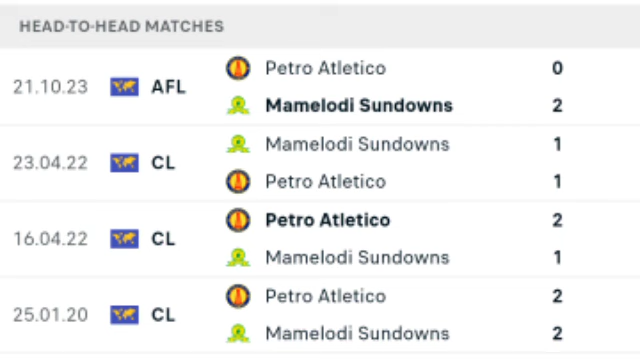 HEAD-TO-HEAD MATCHES
21.10.23 AFL
Petro Atletico 0
Mamelodi Sundowns 2
23.04.22 CL
Mamelodi Sundowns 1
Petro Atletico 1
16.04.22 CL
Petro Atletico 2
Mamelodi Sundowns 1
25.01.20 CL
Petro Atletico 2
Mamelodi Sundowns 2